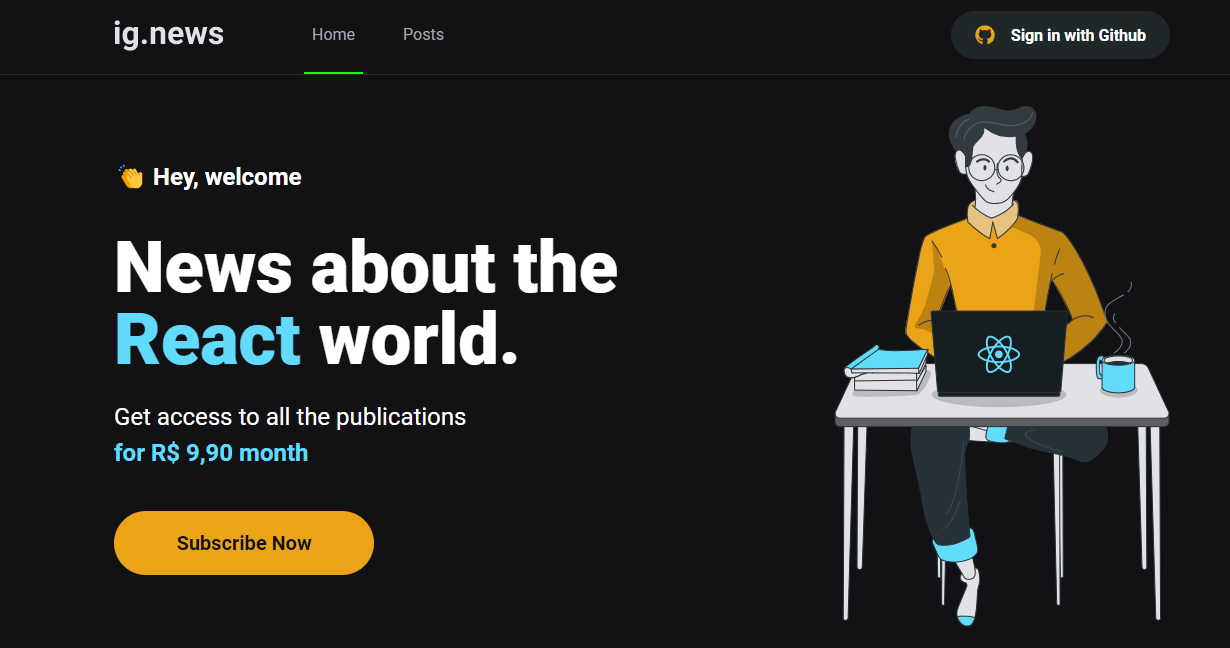 ig.news
Home
Posts
Sign in with Github
👏 Hey, welcome
News about the
React world.
Get access to all the publications
for R$ 9,90 month
Subscribe Now